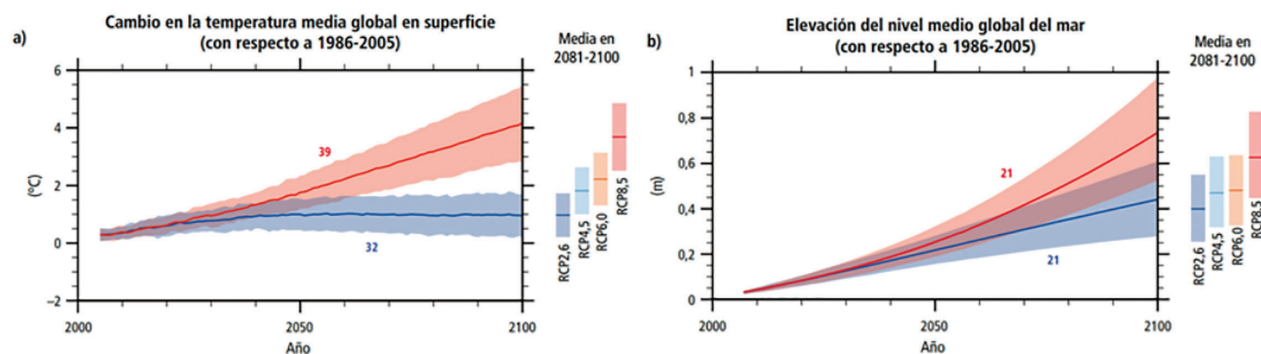 Cambio en la temperatura media global en superficie
(con respecto a 1986-2005)
a)
Media en
2081-2100
6
4
2
0
−2
(ºC)
39
32
2000
2050
2100
Año
RCP2,6
RCP4,5
RCP6,0
RCP8,5
Elevación del nivel medio global del mar
(con respecto a 1986-2005)
b)
Media en
2081-2100
1
0,8
0,6
0,4
0,2
0
(m)
21
21
2000
2050
2100
Año
RCP2,6
RCP4,5
RCP6,0
RCP8,5